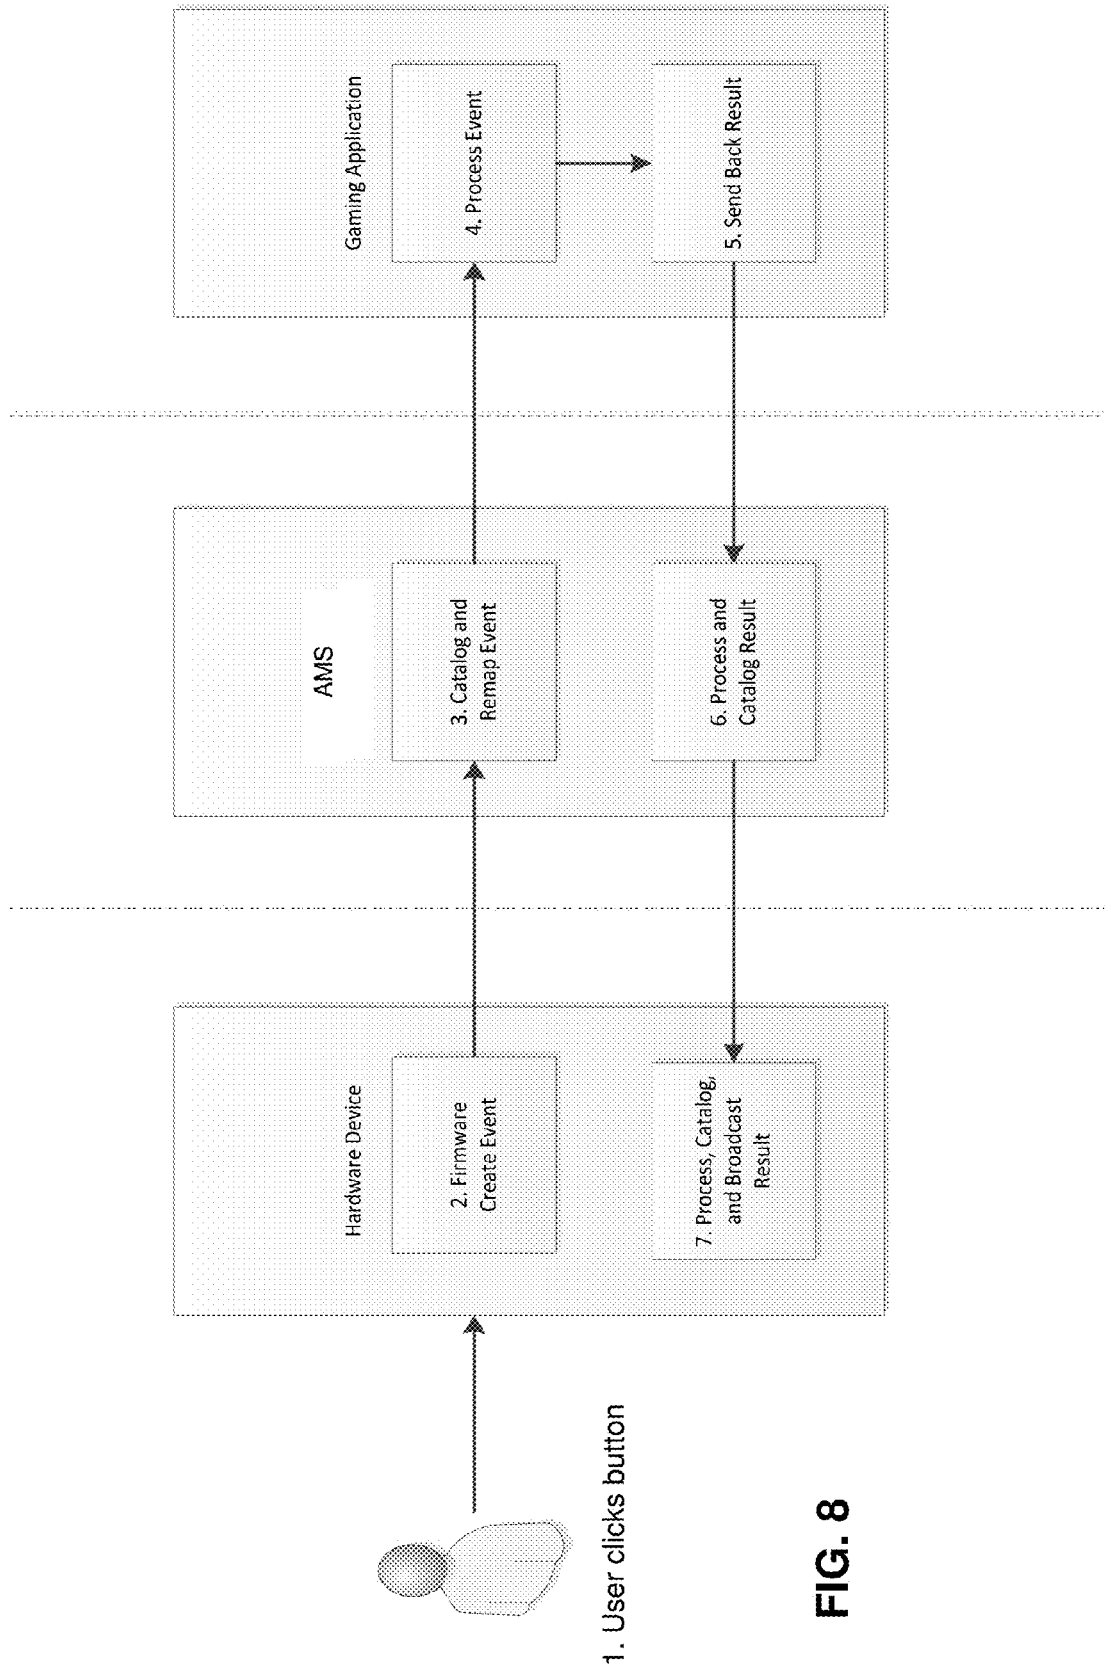 1. User clicks button
Hardware Device
2. Firmware
Create Event
7. Process, Catalog,
and Broadcast
Result
AMS
3. Catalog and
Remap Event
6. Process and
Catalog Result
Gaming Application
4. Process Event
5. Send Back Result
FIG. 8